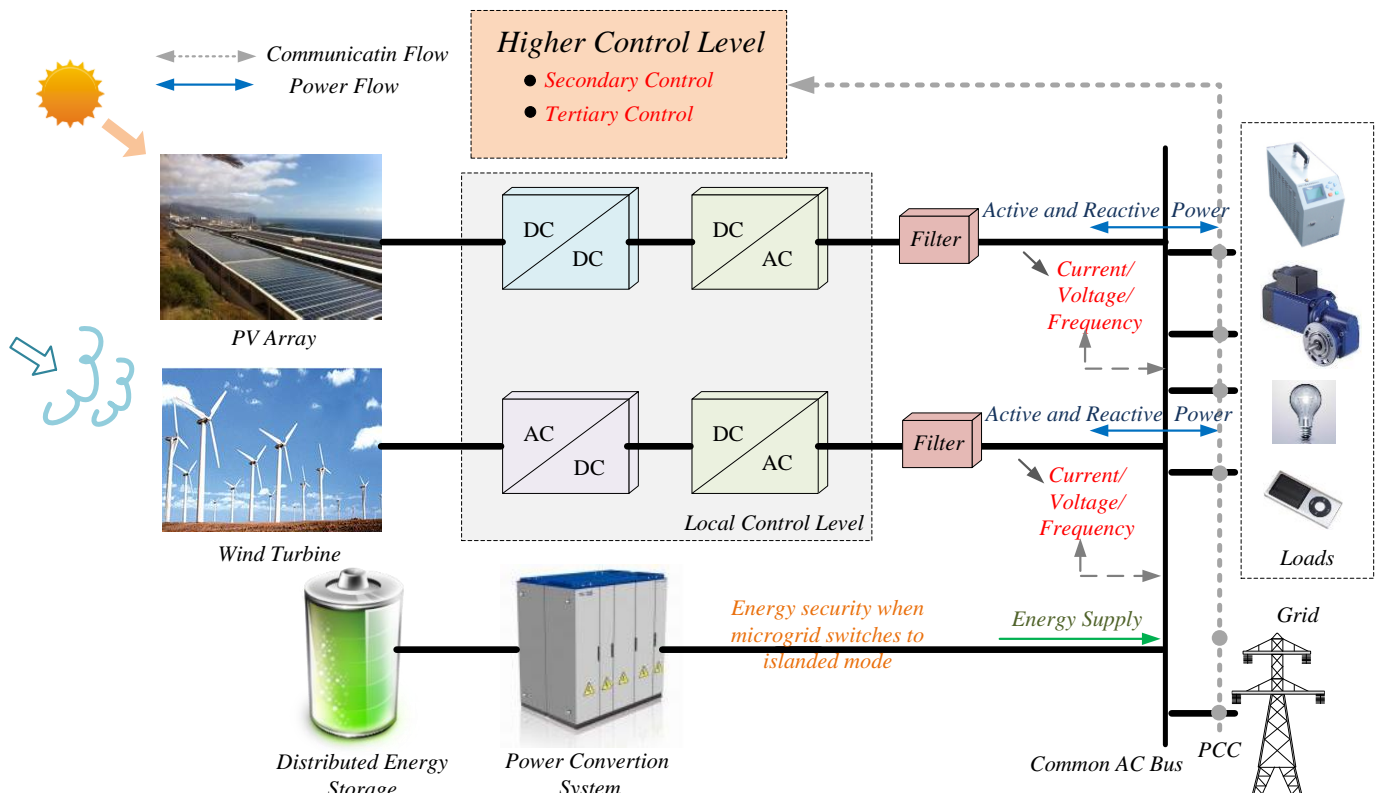 Communicatin Flow
Power Flow
Higher Control Level
Secondary Control
Tertiary Control
PV Array
DC
DC
DC
AC
Filter
Active and Reactive Power
Current/
Voltage/
Frequency
Wind Turbine
AC
DC
DC
AC
Local Control Level
Filter
Active and Reactive Power
Current/
Voltage/
Frequency
Loads
Distributed Energy
Storage
Power Convertion
System
Energy security when
microgrid switches to
islanded mode
Energy Supply
Common AC Bus
PCC
Grid